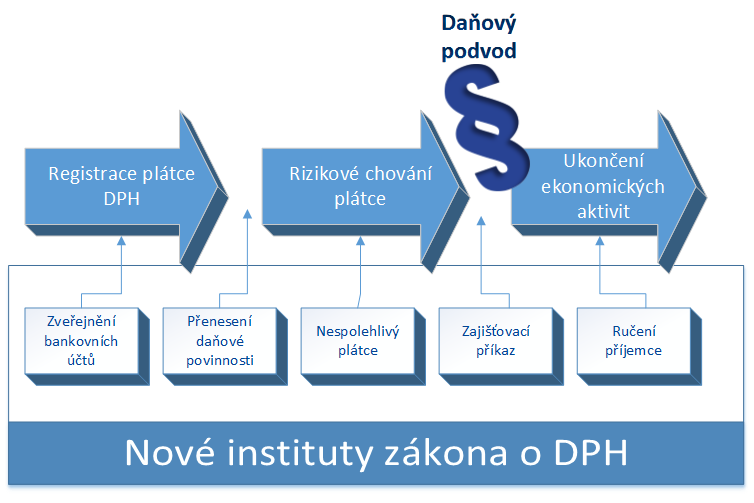 Daňový
podvod
§
Registrace plátce
DPH
Rizikové chování
plátce
Ukončení
ekonomických
aktivit
Zveřejnění
bankovních
účtů
Přenesení
daňové
povinnosti
Nespolehlivý
plátce
Zajišťovací
příkaz
Ručení
příjemce
Nové instituty zákona o DPH